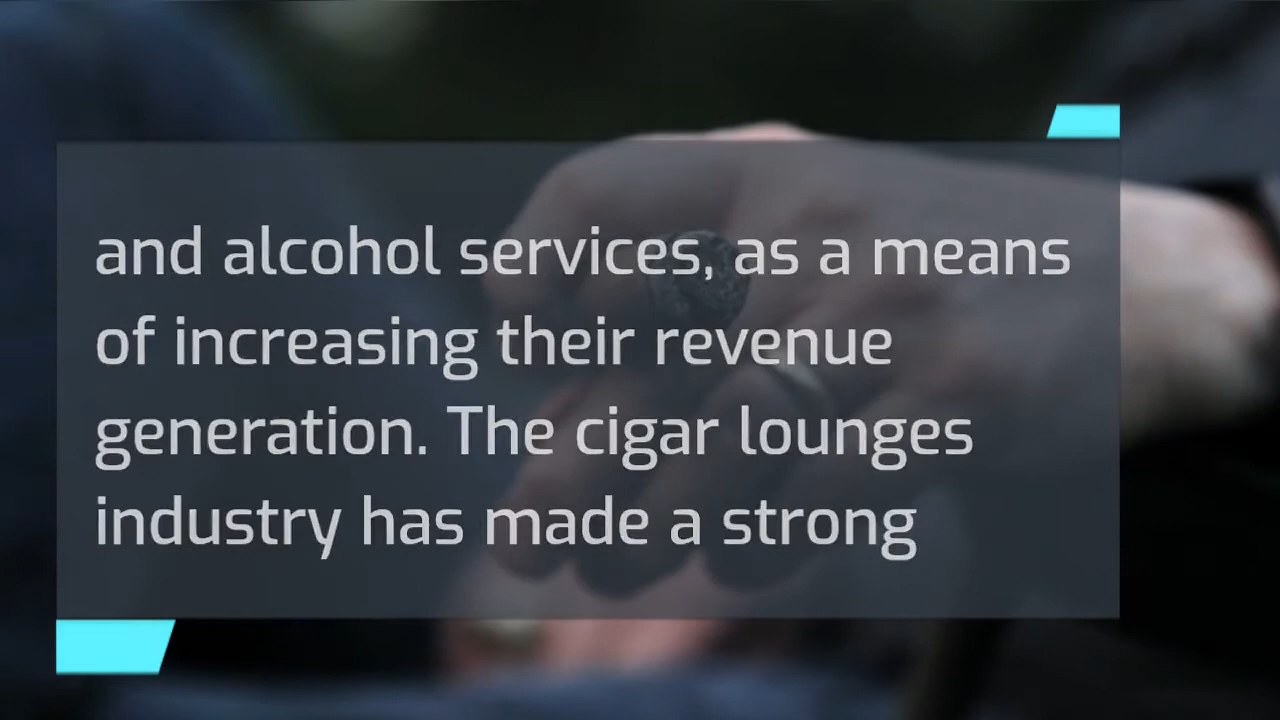 and alcohol services, as a means
of increasing their revenue
generation. The cigar lounges
industry has made a strong